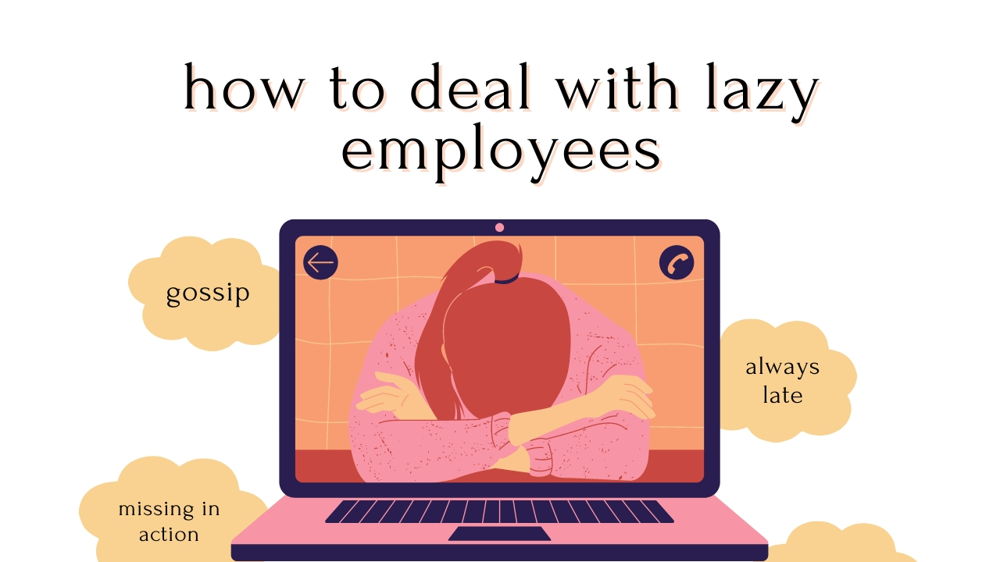 how to deal with lazy
employees
gossip
always
late
missing in
action